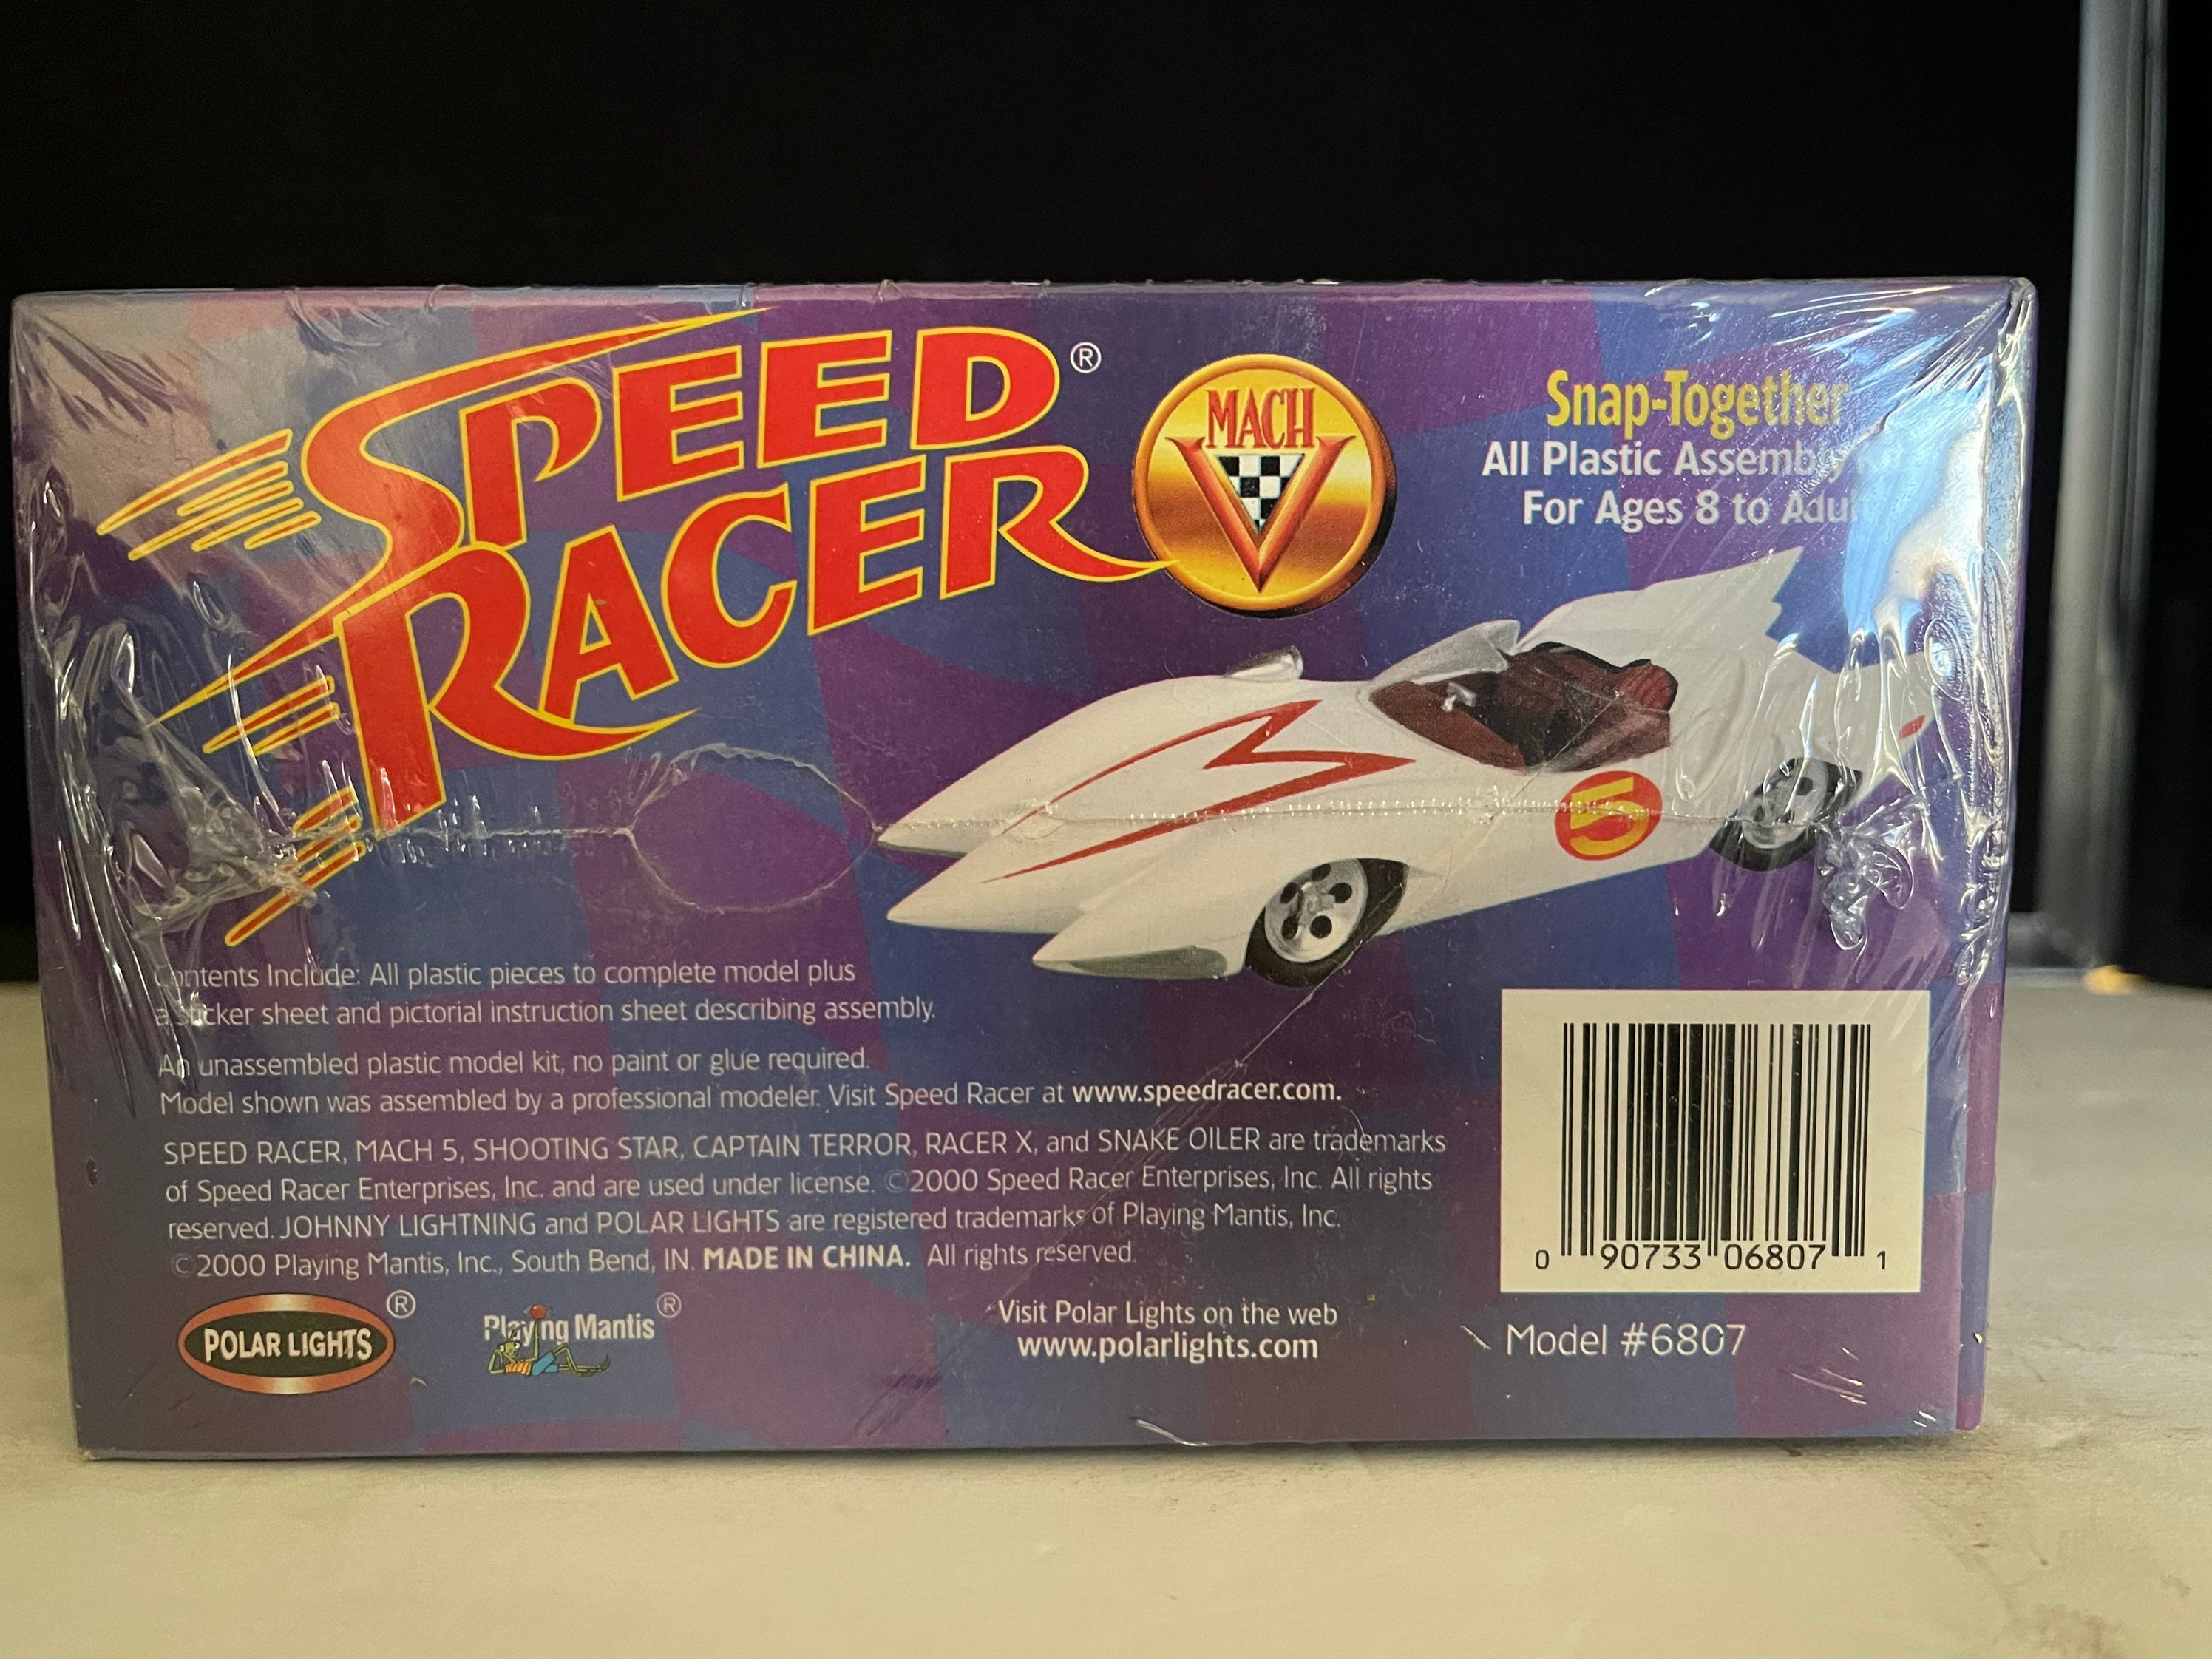 SPEED ®
RACER
MACH
V
Snap-Together
All Plastic Assembly
For Ages 8 to Adult
5
Contents Include: All plastic pieces to complete model plus
a sticker sheet and pictorial instruction sheet describing assembly.
An unassembled plastic model kit, no paint or glue required.
Model shown was assembled by a professional modeler. Visit Speed Racer at www.speedracer.com.
SPEED RACER, MACH 5, SHOOTING STAR, CAPTAIN TERROR, RACER X, and SNAKE OILER are trademarks
of Speed Racer Enterprises, Inc. and are used under license. ©2000 Speed Racer Enterprises, Inc. All rights
reserved. JOHNNY LIGHTNING and POLAR LIGHTS are registered trademarks of Playing Mantis, Inc.
©2000 Playing Mantis, Inc., South Bend, IN. MADE IN CHINA. All rights reserved.
0 90733 06807 1
POLAR LIGHTS ®
Playing Mantis ®
Visit Polar Lights on the web
www.polarlights.com
Model #6807